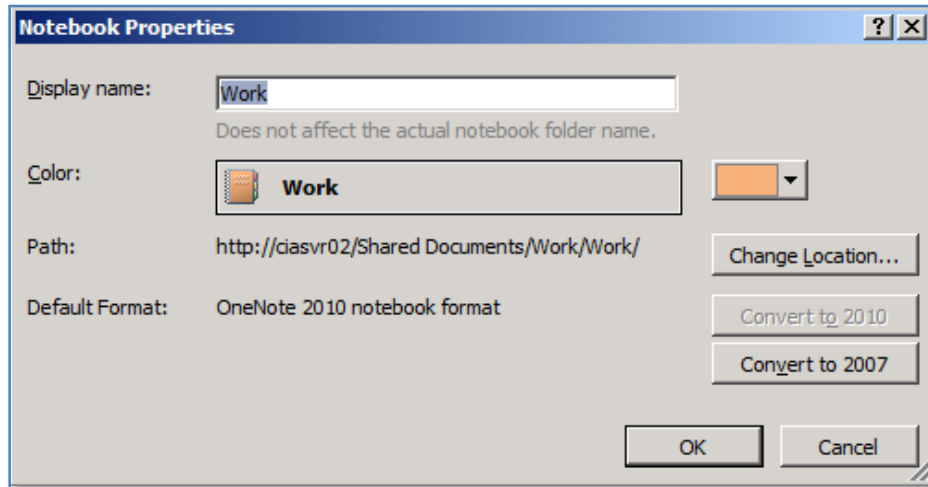 Notebook Properties
Display name: Work
Does not affect the actual notebook folder name.
Color: Work
Path: http://ciasvr02/Shared Documents/Work/Work/ Change Location...
Default Format: OneNote 2010 notebook format Convert to 2010
Convert to 2007
OK Cancel